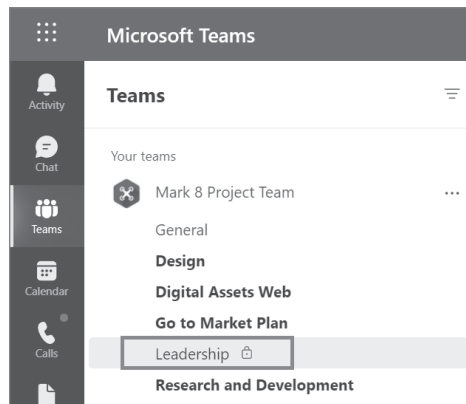 Microsoft Teams
Activity
Chat
Teams
Calendar
Calls
Teams
Your teams
Mark 8 Project Team
General
Design
Digital Assets Web
Go to Market Plan
Leadership
Research and Development